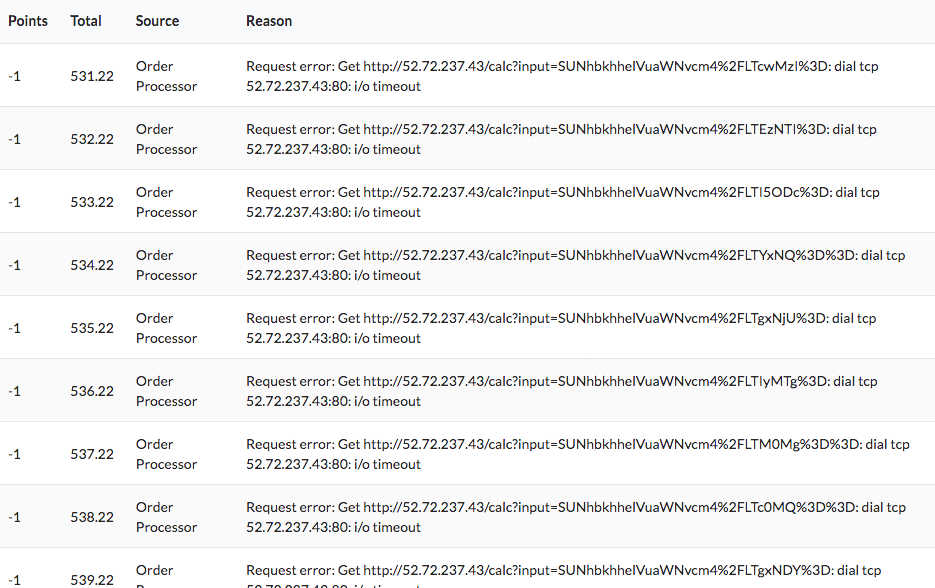 Points Total Source Reason
-1 531.22 Order Processor Request error: Get http://52.72.237.43/calc?input=SUNhbkhhelVuaWNvcm4%2FLTcwMzI%3D: dial tcp
52.72.237.43:80: i/o timeout
-1 532.22 Order Processor Request error: Get http://52.72.237.43/calc?input=SUNhbkhhelVuaWNvcm4%2FLTEzNTI%3D: dial tcp
52.72.237.43:80: i/o timeout
-1 533.22 Order Processor Request error: Get http://52.72.237.43/calc?input=SUNhbkhhelVuaWNvcm4%2FLTI5ODc%3D: dial tcp
52.72.237.43:80: i/o timeout
-1 534.22 Order Processor Request error: Get http://52.72.237.43/calc?input=SUNhbkhhelVuaWNvcm4%2FLTYxNQ%3D%3D: dial tcp
52.72.237.43:80: i/o timeout
-1 535.22 Order Processor Request error: Get http://52.72.237.43/calc?input=SUNhbkhhelVuaWNvcm4%2FLTgxNjU%3D: dial tcp
52.72.237.43:80: i/o timeout
-1 536.22 Order Processor Request error: Get http://52.72.237.43/calc?input=SUNhbkhhelVuaWNvcm4%2FLTIyMTg%3D: dial tcp
52.72.237.43:80: i/o timeout
-1 537.22 Order Processor Request error: Get http://52.72.237.43/calc?input=SUNhbkhhelVuaWNvcm4%2FLTM0Mg%3D%3D: dial tcp
52.72.237.43:80: i/o timeout
-1 538.22 Order Processor Request error: Get http://52.72.237.43/calc?input=SUNhbkhhelVuaWNvcm4%2FLTc0MQ%3D%3D: dial tcp
52.72.237.43:80: i/o timeout
-1 539.22 Order Request error: Get http://52.72.237.43/calc?input=SUNhbkhhelVuaWNvcm4%2FLTgxNDY%3D: dial tcp